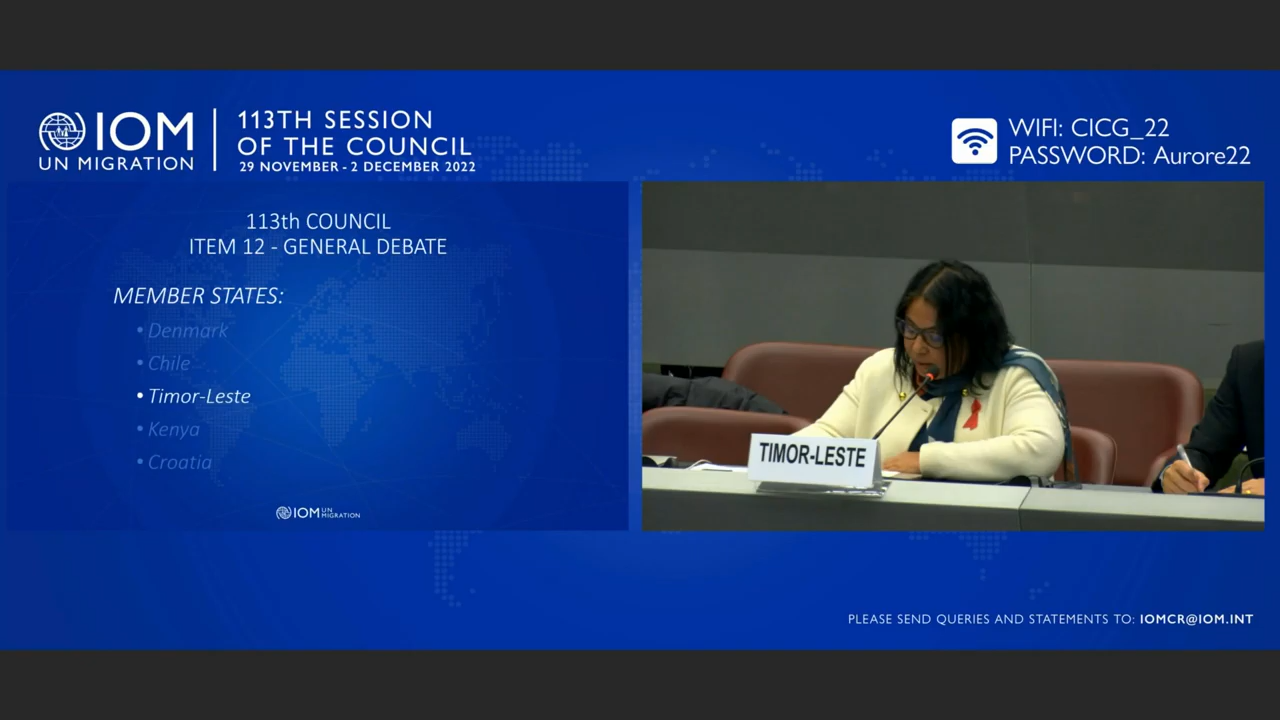 IOM
UN MIGRATION
113TH SESSION
OF THE COUNCIL
29 NOVEMBER - 2 DECEMBER 2022
WIFI: CICG_22
PASSWORD: Aurore22
113th COUNCIL
ITEM 12 - GENERAL DEBATE
MEMBER STATES:
• Denmark
• Chile
• Timor-Leste
• Kenya
• Croatia
IOM UN MIGRATION
TIMOR-LESTE
PLEASE SEND QUERIES AND STATEMENTS TO: IOMCR@IOM.INT